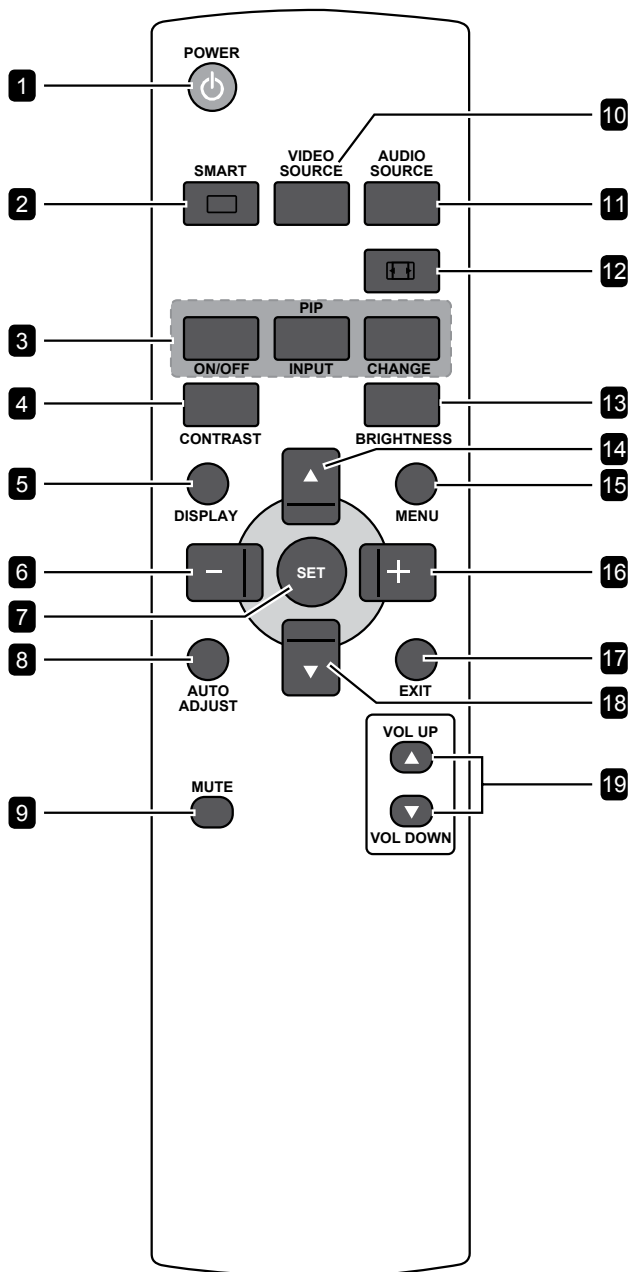 POWER
1
10
VIDEO
SOURCE
AUDIO
SOURCE
SMART
2
11
12
PIP
3
ON/OFF
INPUT
CHANGE
4
13
CONTRAST
BRIGHTNESS
14
5
15
DISPLAY
MENU
6
SET
16
7
8
17
AUTO
ADJUST
EXIT
18
VOL UP
19
MUTE
9
VOL DOWN